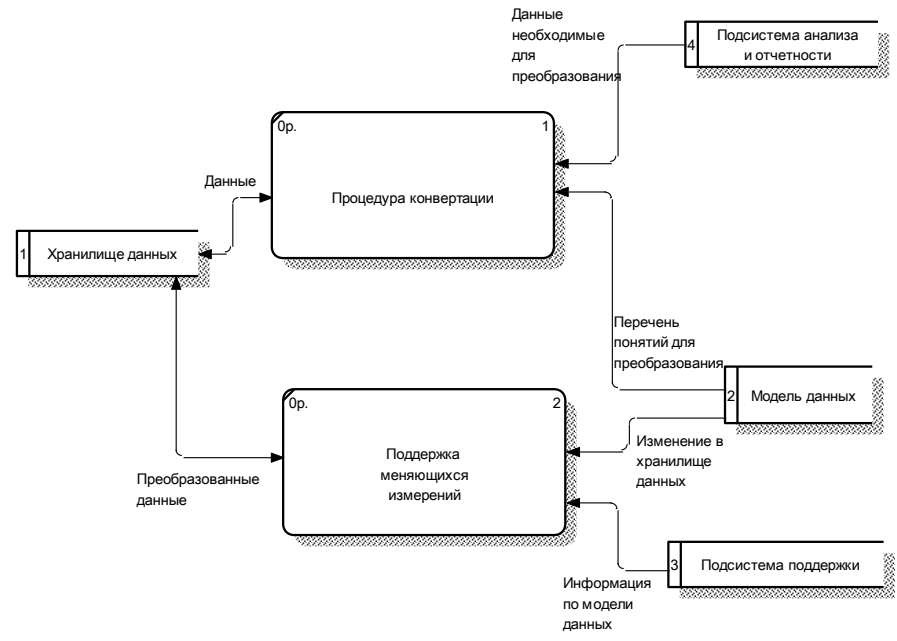 Данные
необходимые
для
преобразования
4
Подсистема анализа
и отчетности
0р.
1
Процедура конвертации
Данные
1
Хранилище данных
Перечень
понятий для
преобразования
2
Модель данных
0р.
2
Поддержка
меняющихся
измерений
Изменение в
хранилище
данных
Преобразованные
данные
3
Подсистема поддержки
Информация
по модели
данных